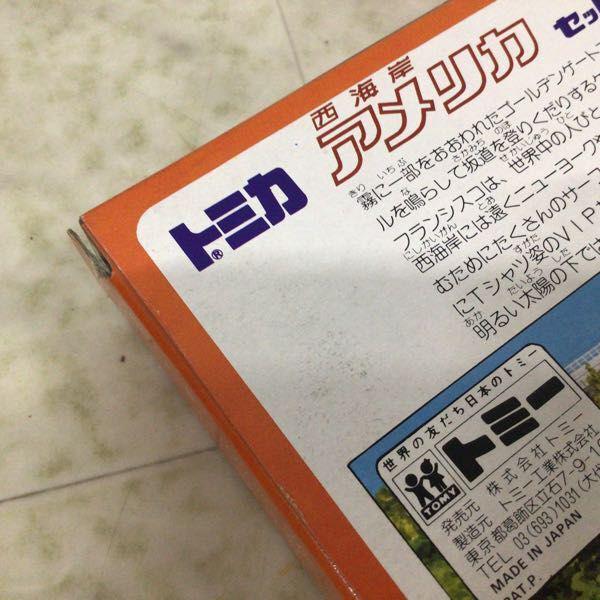 トミカ®
西海岸
アメリカ セッ
霧に一部をおおわれたゴールデンゲート
ルを鳴らして坂道を登りくだりするケ
フランシスコは、世界中の人びと
西海岸には遠くニューヨークや
むためにたくさんのサーフ
にTシャツ姿のVIPや
明るい太陽の下では
世界の友だち日本のトミー
トミー
TOMY
発売元 株式会社トミー
製造元 トミー工業株式会社
東京都葛飾区立石7-9-10
TEL 03(693)1031(大代
MADE IN JAPAN
PAT.P.